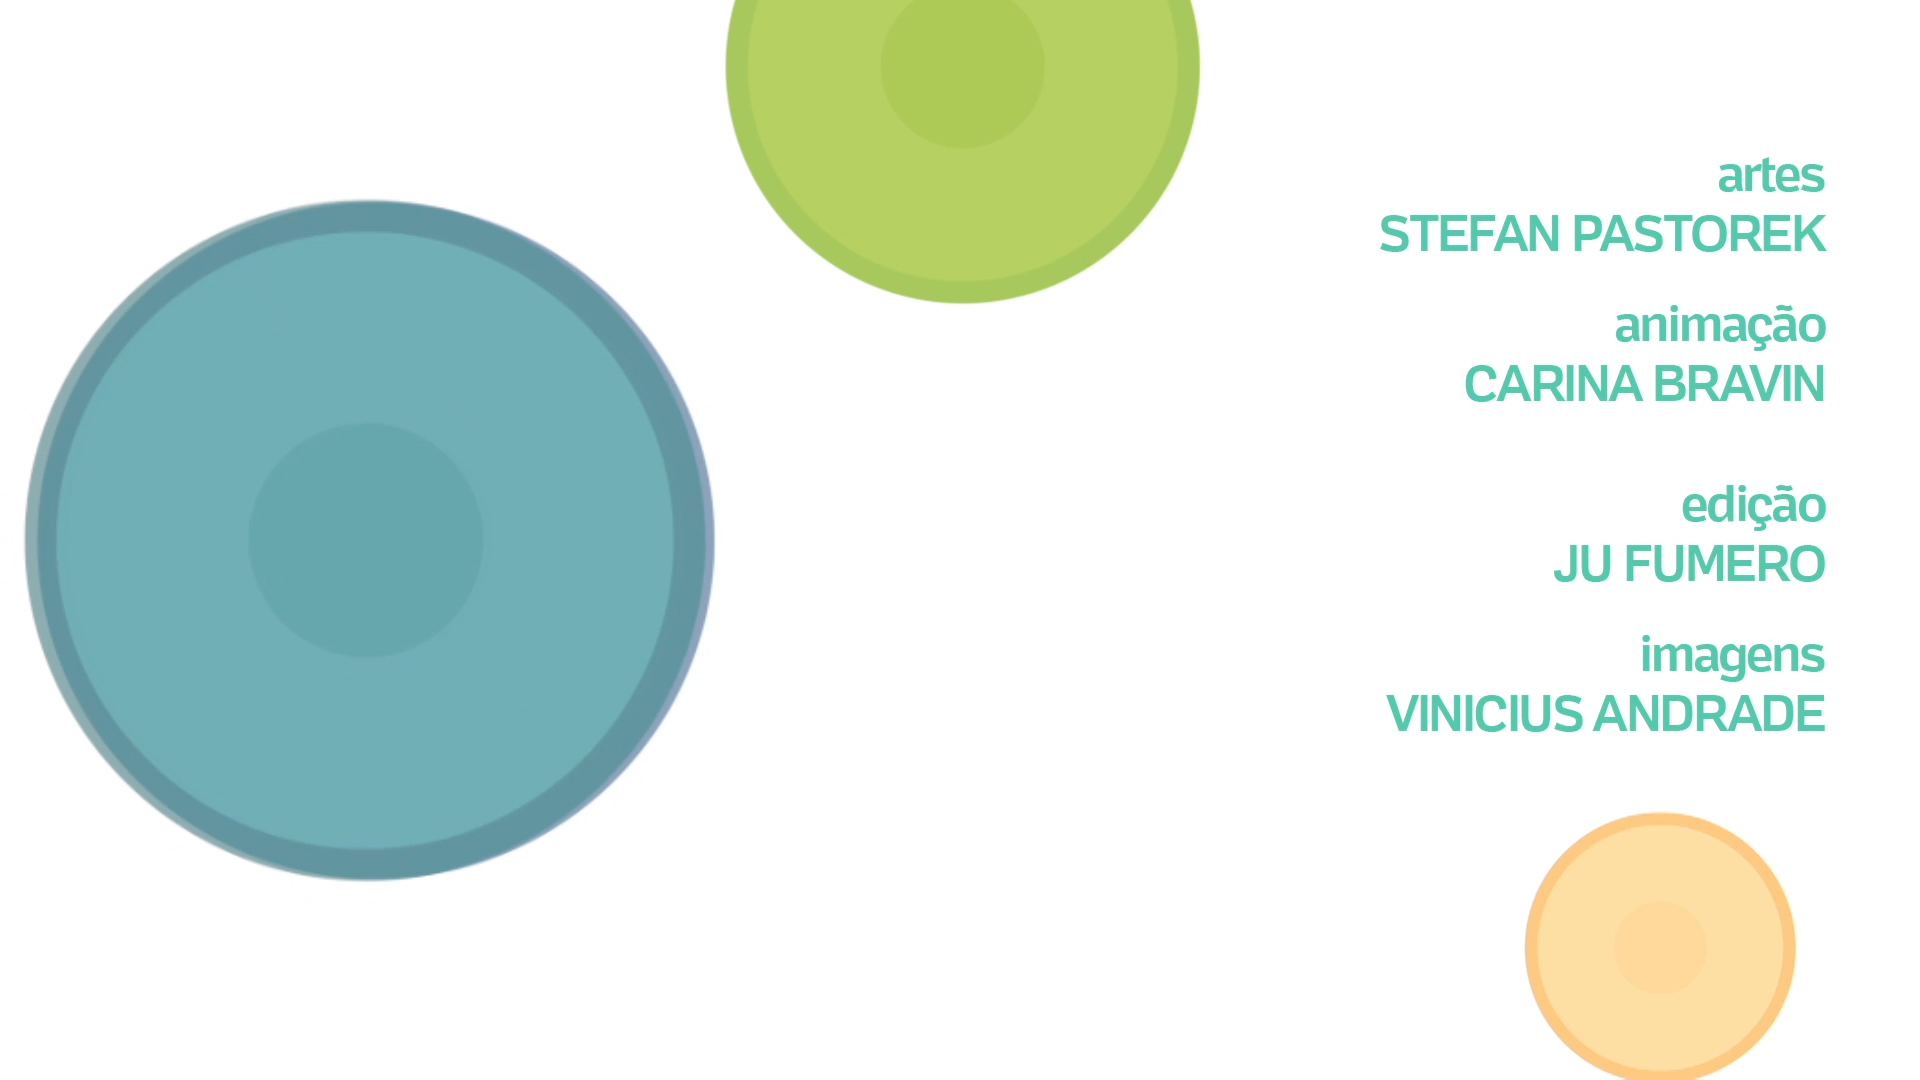 artes
STEFAN PASTOREK
animação
CARINA BRAVIN
edição
JU FUMERO
imagens
VINICIUS ANDRADE